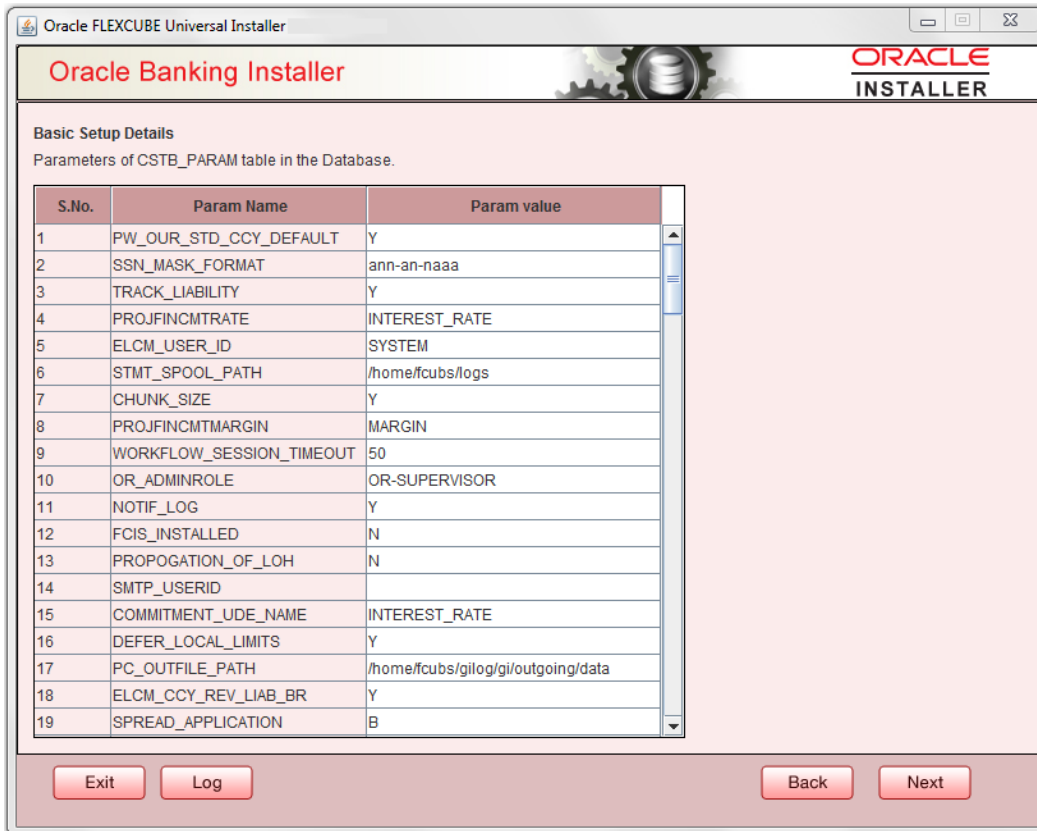 Oracle FLEXCUBE Universal Installer
Oracle Banking Installer
ORACLE
INSTALLER
Basic Setup Details
Parameters of CSTB_PARAM table in the Database.
S.No. Param Name Param value
1 PW_OUR_STD_CCY_DEFAULT Y
2 SSN_MASK_FORMAT ann-an-naaa
3 TRACK_LIABILITY Y
4 PROJFINCMTRATE INTEREST_RATE
5 ELCM_USER_ID SYSTEM
6 STMT_SPOOL_PATH /home/fcubs/logs
7 CHUNK_SIZE Y
8 PROJFINCMTMARGIN MARGIN
9 WORKFLOW_SESSION_TIMEOUT 50
10 OR_ADMINROLE OR-SUPERVISOR
11 NOTIF_LOG Y
12 FCIS_INSTALLED N
13 PROPOGATION_OF_LOH N
14 SMTP_USERID
15 COMMITMENT_UDE_NAME INTEREST_RATE
16 DEFER_LOCAL_LIMITS Y
17 PC_OUTFILE_PATH /home/fcubs/gilog/gi/outgoing/data
18 ELCM_CCY_REV_LIAB_BR Y
19 SPREAD_APPLICATION B
Exit Log Back Next